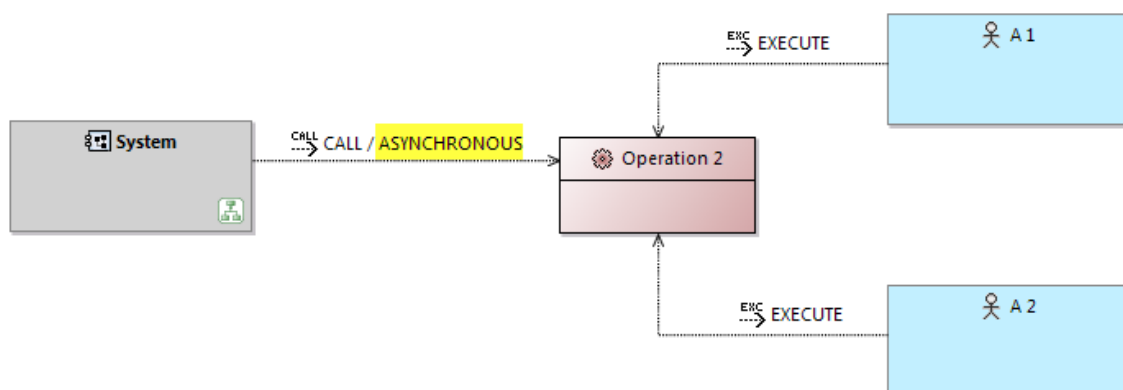 EXC EXECUTE
A 1
System
CALL CALL / ASYNCHRONOUS
Operation 2
EXC EXECUTE
A 2